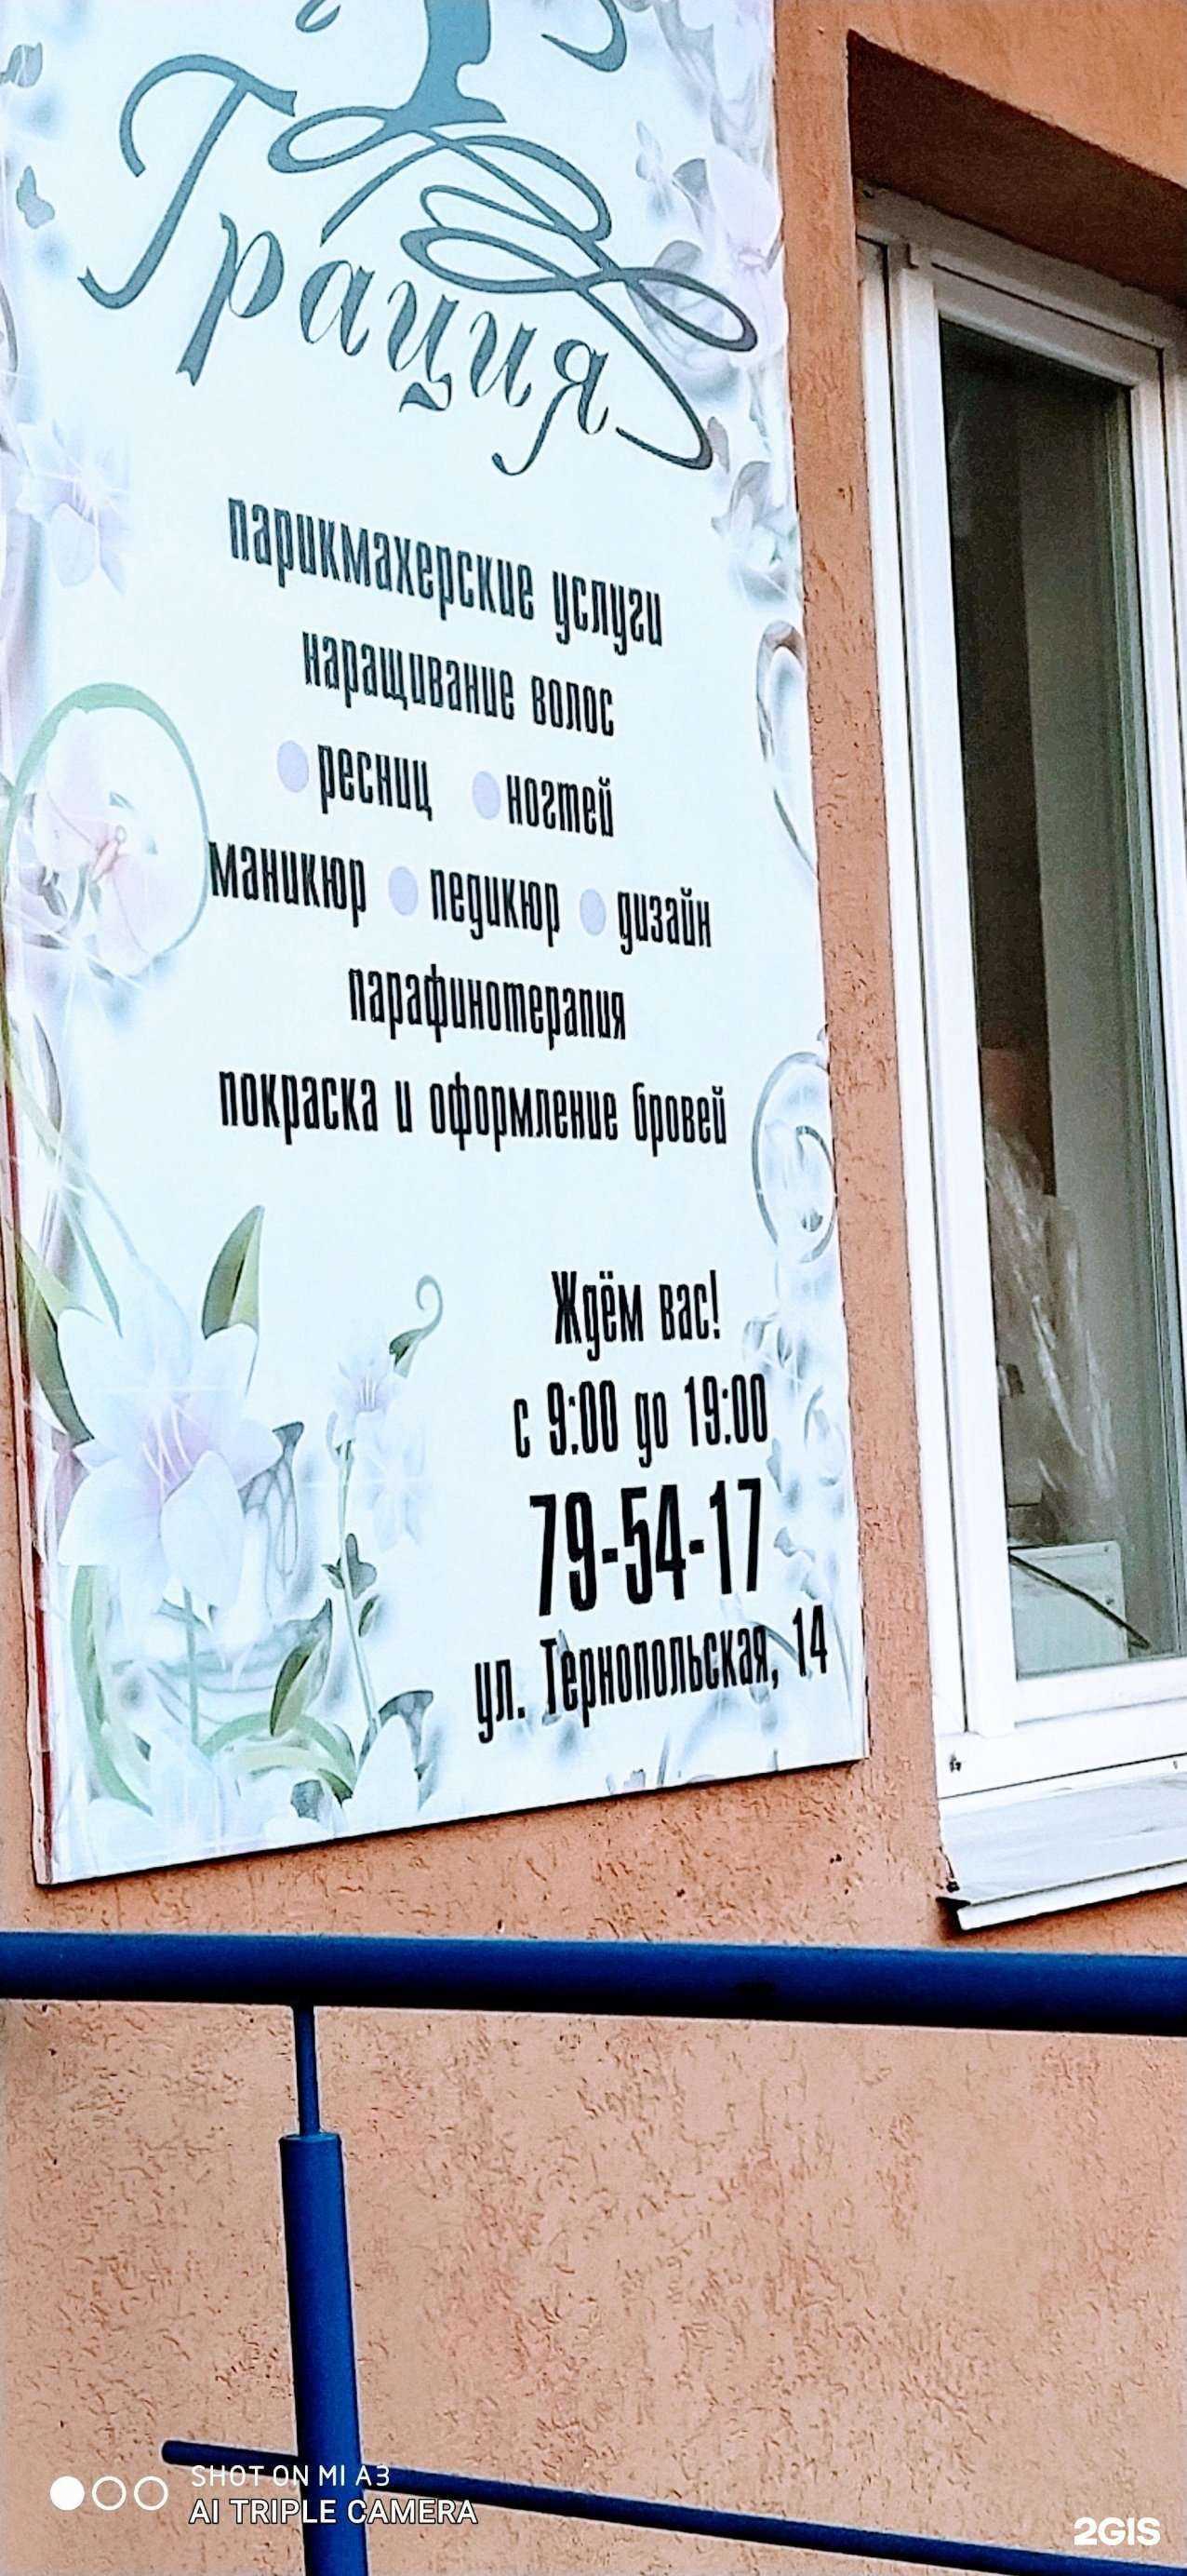 Грация
парикмахерские услуги
наращивание волос
ресниц ногтей
маникюр педикюр дизайн
парафинотерапия
покраска и оформление бровей
Ждём вас!
с 9:00 до 19:00
79-54-17
ул. Тернопольская, 14
SHOT ON MI A3
AI TRIPLE CAMERA
2GIS